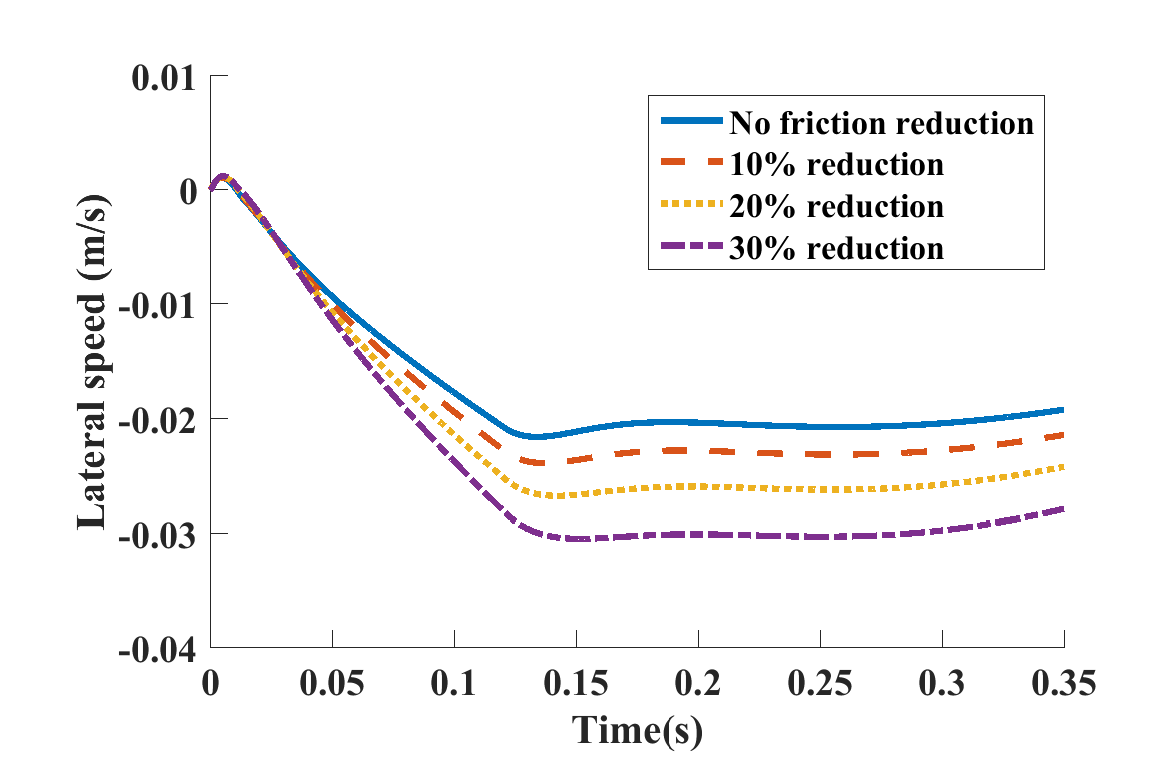 0.01
0
-0.01
-0.02
-0.03
-0.04
Lateral speed (m/s)
No friction reduction
10% reduction
20% reduction
30% reduction
0 0.05 0.1 0.15 0.2 0.25 0.3 0.35
Time(s)